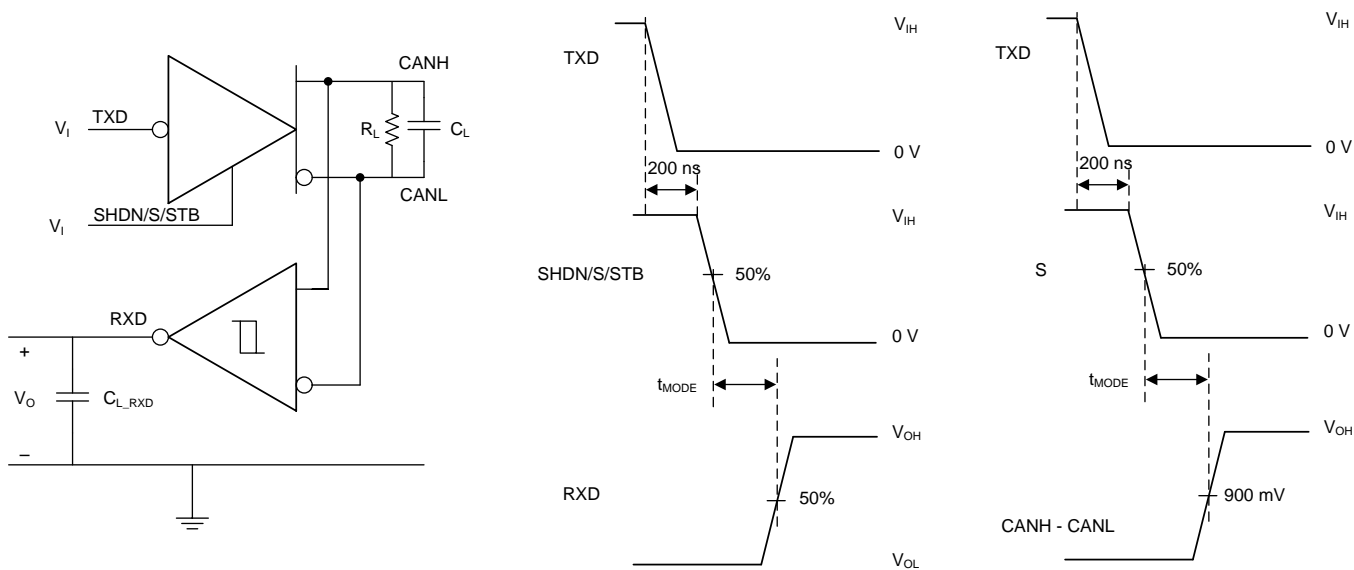 CANH
TXD
V_I
R_L
C_L
CANL
SHDN/S/STB
V_I
RXD
+
V_O
C_L_RXD
–
TXD
V_IH
0 V
200 ns
V_IH
SHDN/S/STB
50%
0 V
t_MODE
V_OH
RXD
50%
V_OL
TXD
V_IH
0 V
200 ns
V_IH
S
50%
0 V
t_MODE
V_OH
900 mV
CANH - CANL